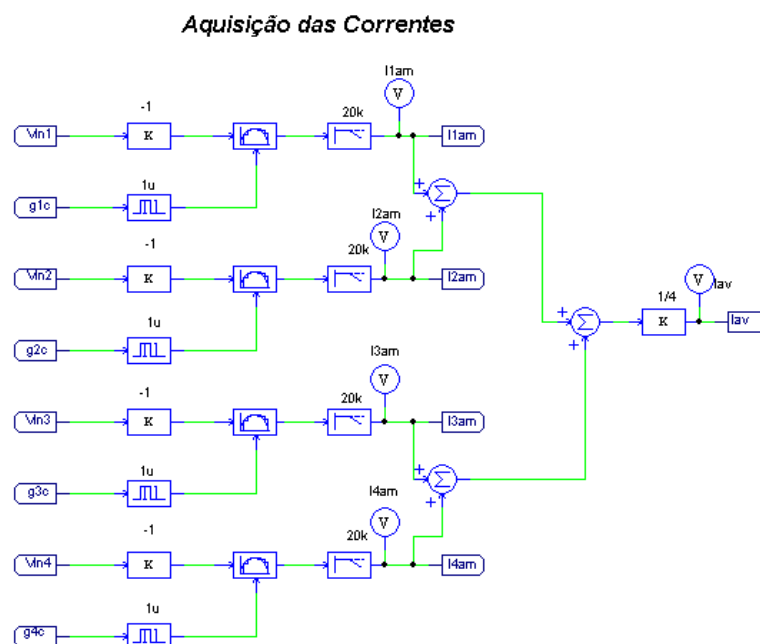 Aquisição das Correntes
I1am
-1
20k
Vin1
K
V
I1am
1u
g1c
Σ
I2am
-1
20k
Vin2
K
V
I2am
1u
g2c
1/4
V
Iav
Σ
K
Iav
I3am
-1
20k
Vin3
K
V
I3am
1u
g3c
Σ
I4am
-1
20k
Vin4
K
V
I4am
1u
g4c